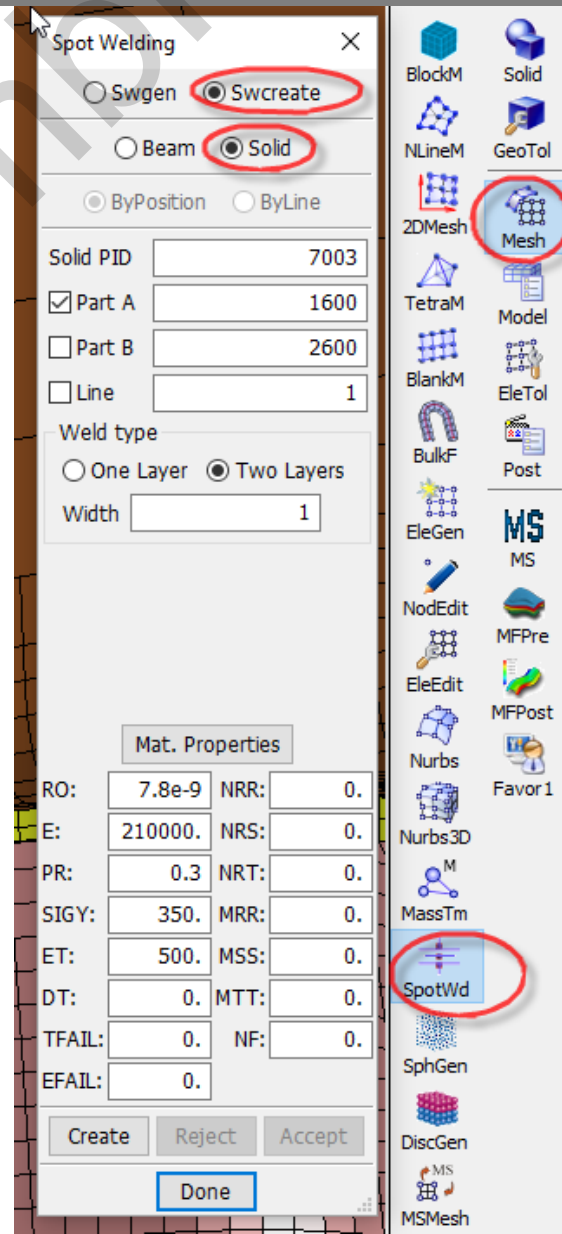 Spot Welding
Swgen Swcreate
Beam Solid
ByPosition ByLine
Solid PID 7003
Part A 1600
Part B 2600
Line 1
Weld type
One Layer Two Layers
Width 1
Mat. Properties
RO: 7.8e-9 NRR: 0.
E: 210000. NRS: 0.
PR: 0.3 NRT: 0.
SIGY: 350. MRR: 0.
ET: 500. MSS: 0.
DT: 0. MTT: 0.
TFAIL: 0. NF: 0.
EFAIL: 0.
Create Reject Accept
Done
BlockM
NLineM
2DMesh
TetraM
BlankM
BulkF
EleGen
NodEdit
EleEdit
Nurbs
Nurbs3D
M
MassTm
SpotWd
SphGen
DiscGen
MS
MSMesh
Solid
GeoTol
Mesh
Model
EleTol
Post
MS
MS
MFPre
MFPost
Favor1